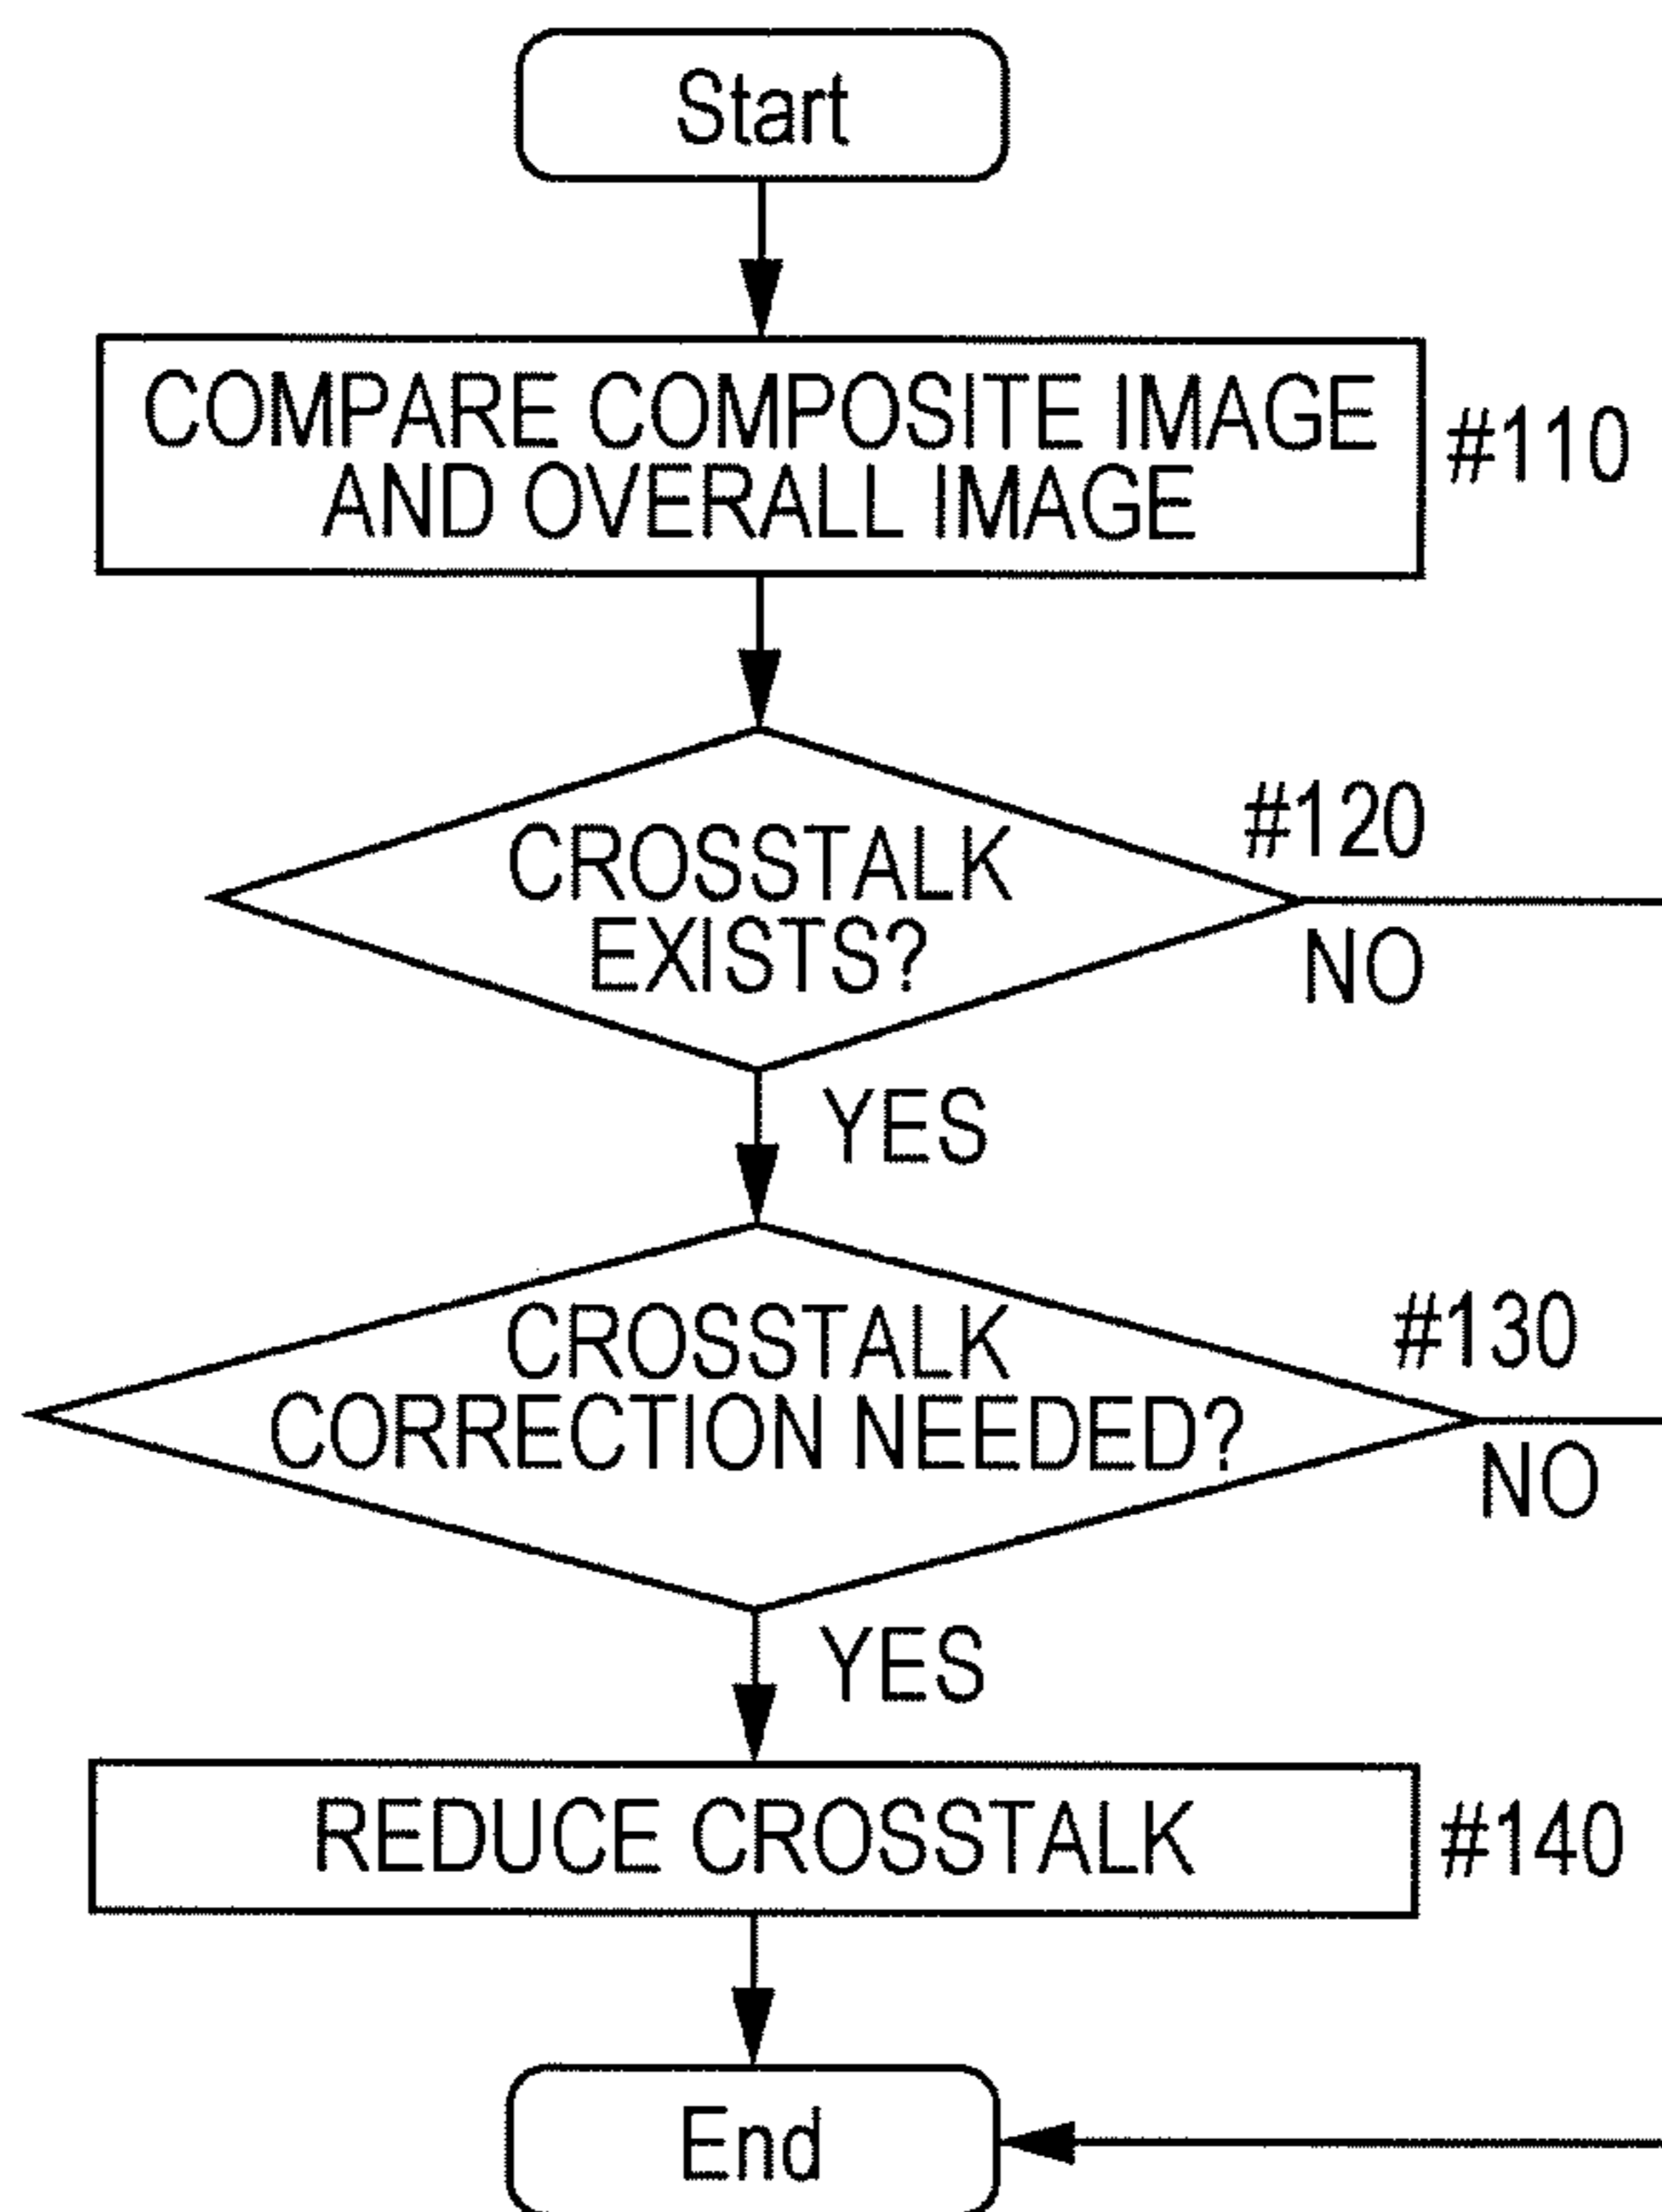 Start
COMPARE COMPOSITE IMAGE
AND OVERALL IMAGE
#110
CROSSTALK
EXISTS?
#120
NO
YES
CROSSTALK
CORRECTION NEEDED?
#130
NO
YES
REDUCE CROSSTALK
#140
End